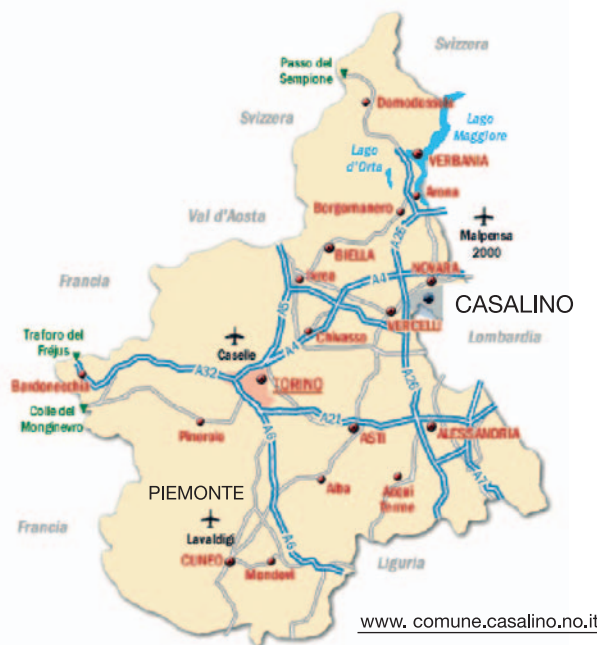 Svizzera
Passo del
Sempione
Domodossola
Svizzera
Lago
Maggiore
Lago
d'Orta
VERBANIA
Arona
Borgomanero
Val d'Aosta
A26
Malpensa
2000
BIELLA
Ivrea
A4
NOVARA
Francia
A5
CASALINO
VERCELLI
Traforo del
Fréjus
Caselle
A4
Chivasso
Lombardia
Bardonecchia
A32
TORINO
A26
Colle del
Monginevro
A21
Pinerolo
A6
ASTI
ALESSANDRIA
A7
PIEMONTE
Alba
Acqui
Terme
Francia
Lavaldigi
A6
CUNEO
Mondovì
Liguria
www. comune.casalino.no.it